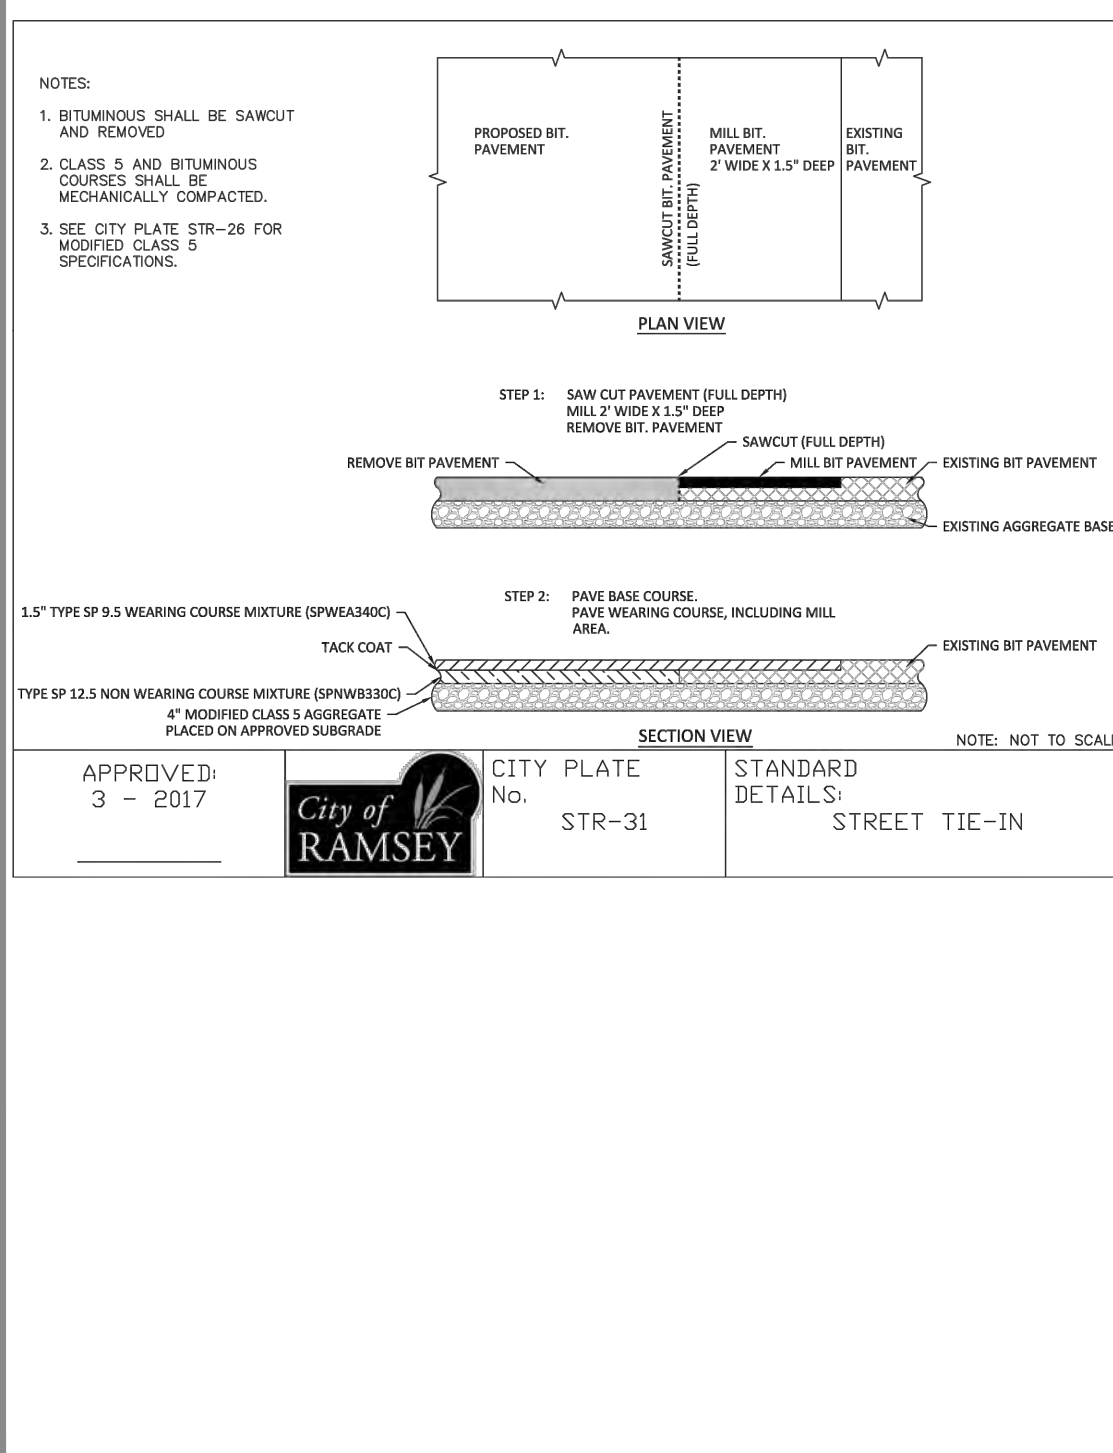 NOTES:
1. BITUMINOUS SHALL BE SAWCUT
AND REMOVED
2. CLASS 5 AND BITUMINOUS
COURSES SHALL BE
MECHANICALLY COMPACTED.
3. SEE CITY PLATE STR-26 FOR
MODIFIED CLASS 5
SPECIFICATIONS.
PROPOSED BIT.
PAVEMENT
SAWCUT BIT. PAVEMENT
(FULL DEPTH)
MILL BIT.
PAVEMENT
2' WIDE X 1.5" DEEP
EXISTING
BIT.
PAVEMENT
PLAN VIEW
STEP 1: SAW CUT PAVEMENT (FULL DEPTH)
MILL 2' WIDE X 1.5" DEEP
REMOVE BIT. PAVEMENT
SAWCUT (FULL DEPTH)
REMOVE BIT PAVEMENT
MILL BIT PAVEMENT
EXISTING BIT PAVEMENT
EXISTING AGGREGATE BASE
STEP 2: PAVE BASE COURSE.
PAVE WEARING COURSE, INCLUDING MILL
AREA.
1.5" TYPE SP 9.5 WEARING COURSE MIXTURE (SPWEA340C)
TACK COAT
EXISTING BIT PAVEMENT
TYPE SP 12.5 NON WEARING COURSE MIXTURE (SPNWB330C)
4" MODIFIED CLASS 5 AGGREGATE
PLACED ON APPROVED SUBGRADE
SECTION VIEW
NOTE: NOT TO SCALE
APPROVED:
3 - 2017
City of
RAMSEY
CITY PLATE
No.
STR-31
STANDARD
DETAILS:
STREET TIE-IN